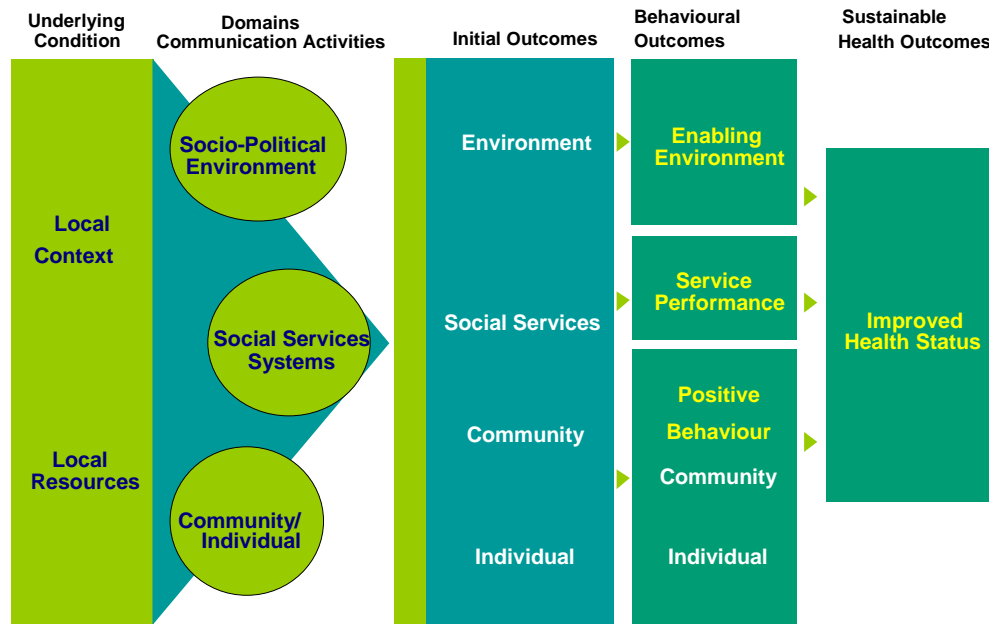 Underlying
Condition
Domains
Communication Activities
Initial Outcomes
Behavioural
Outcomes
Sustainable
Health Outcomes
Local
Context
Local
Resources
Socio-Political
Environment
Social Services
Systems
Community/
Individual
Environment
Social Services
Community
Individual
Enabling
Environment
Service
Performance
Positive
Behaviour
Community
Individual
Improved
Health Status